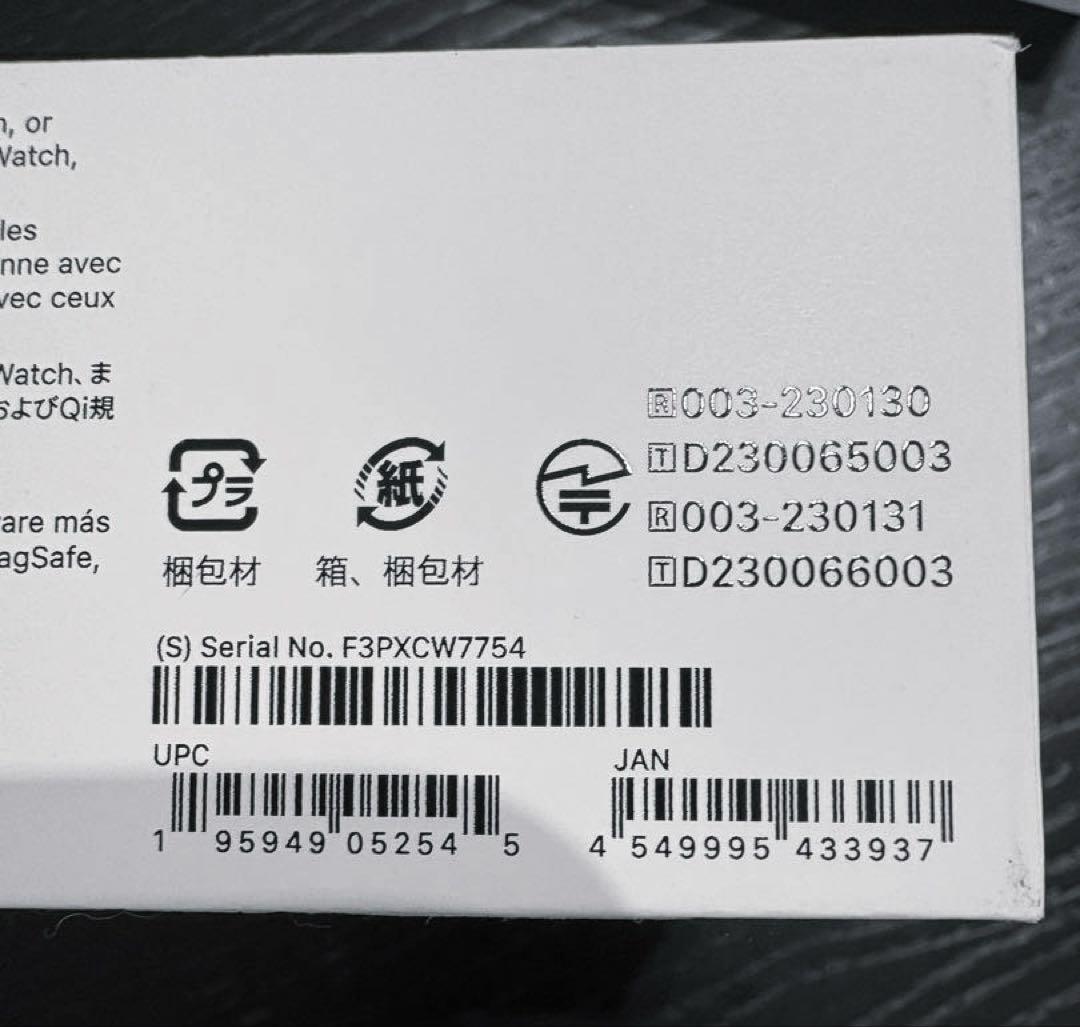 , or
Watch,
les
nne avec
vec ceux
Watch、ま
およびQi規
are más
agSafe,
プラ
梱包材
紙
箱、梱包材
R003-230130
TD230065003
R003-230131
TD230066003
(S) Serial No. F3PXCW7754
UPC
1 95949 05254 5
JAN
4 549995 433937